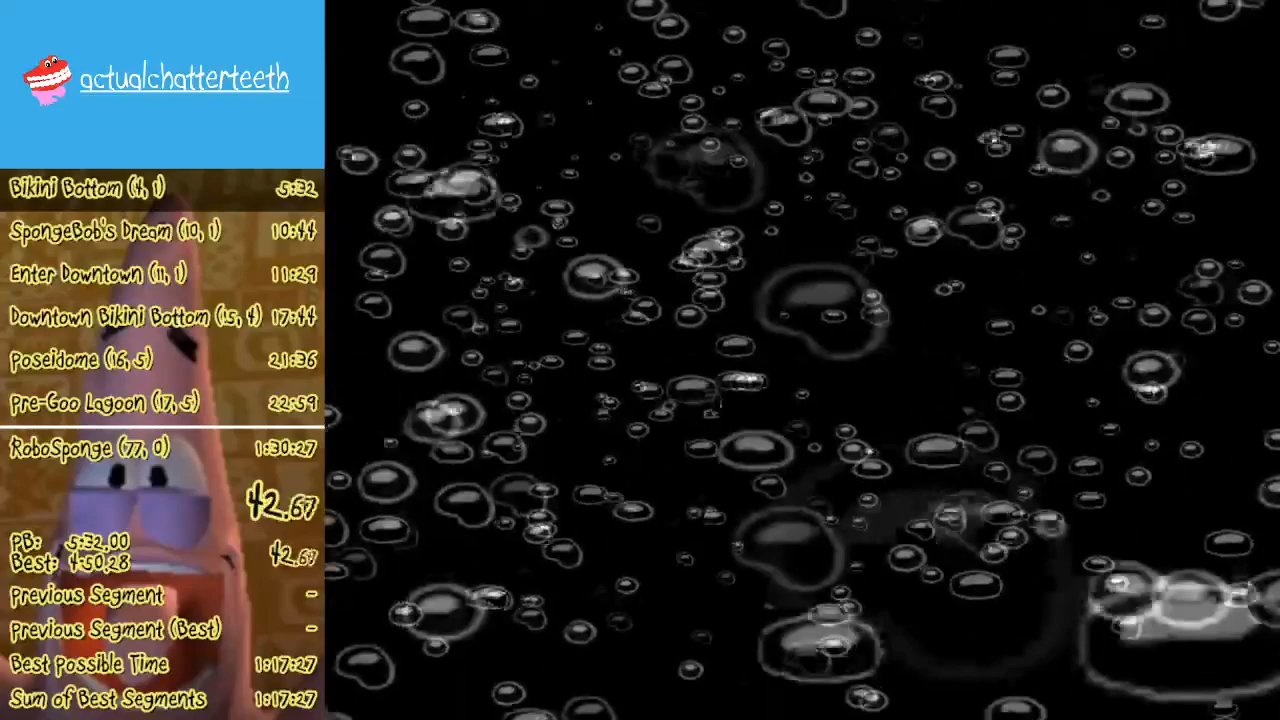 actualchatterteeth
Bikini Bottom (4, 1) 5:32
SpongeBob's Dream (10, 1) 10:44
Enter Downtown (11, 1) 11:29
Downtown Bikini Bottom (15, 4) 17:44
Poseidome (16, 5) 21:36
Pre-Goo Lagoon (17, 5) 22:59
RoboSponge (77, 0) 1:30:27
42.67
PB: 5:32.00 42.67
Best: 4:50.28
Previous Segment -
Previous Segment (Best) -
Best Possible Time 1:17:27
Sum of Best Segments 1:17:27